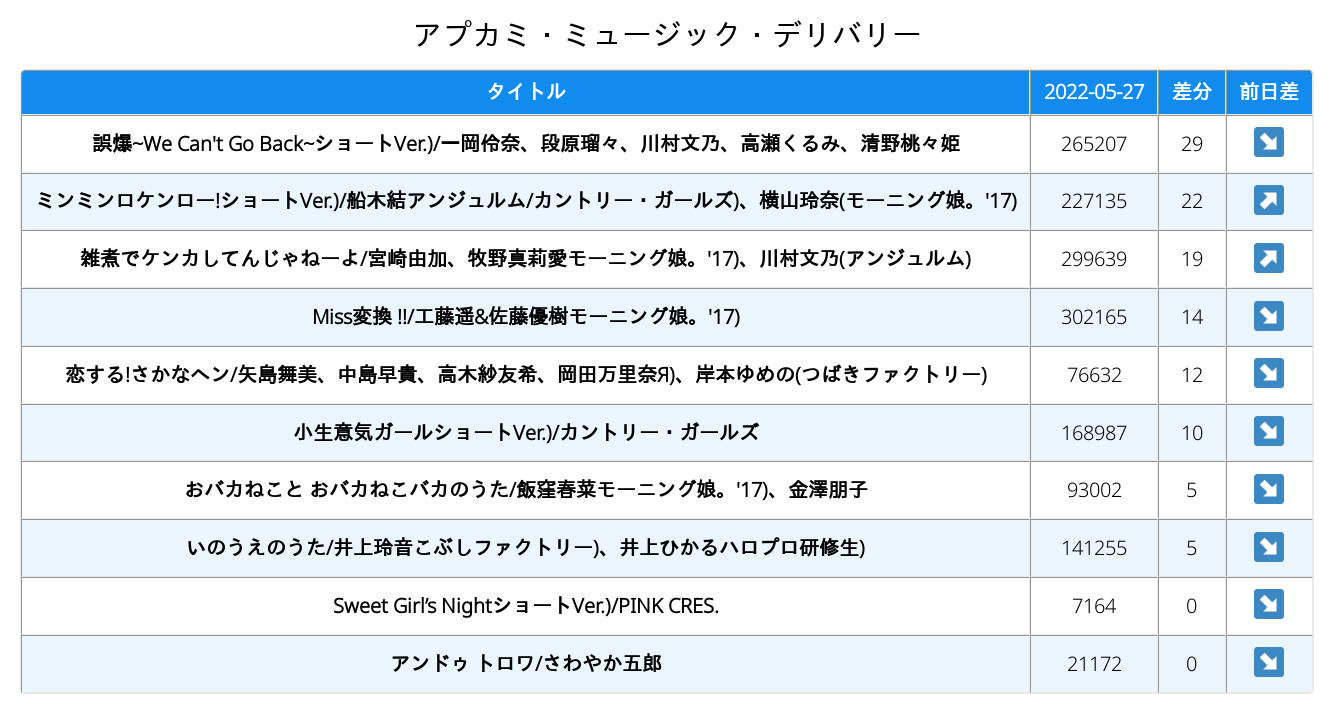 アプカミ・ミュージック・デリバリー
タイトル 2022-05-27 差分 前日差
誤爆~We Can't Go Back~ショートVer.)/一岡伶奈、段原瑠々、川村文乃、高瀬くるみ、清野桃々姫 265207 29
ミンミンロケンロー!ショートVer.)/船木結アンジュルム/カントリー・ガールズ)、横山玲奈(モーニング娘。'17) 227135 22
雑煮でケンカしてんじゃねーよ/宮崎由加、牧野真莉愛モーニング娘。'17)、川村文乃(アンジュルム) 299639 19
Miss変換 !!/工藤遥&佐藤優樹モーニング娘。'17) 302165 14
恋する!さかなヘン/矢島舞美、中島早貴、高木紗友希、岡田万里奈Я)、岸本ゆめの(つばきファクトリー) 76632 12
小生意気ガールショートVer.)/カントリー・ガールズ 168987 10
おバカねこと おバカねこバカのうた/飯窪春菜モーニング娘。'17)、金澤朋子 93002 5
いのうえのうた/井上玲音こぶしファクトリー)、井上ひかるハロプロ研修生) 141255 5
Sweet Girl’s NightショートVer.)/PINK CRES. 7164 0
アンドゥ トロワ/さわやか五郎 21172 0